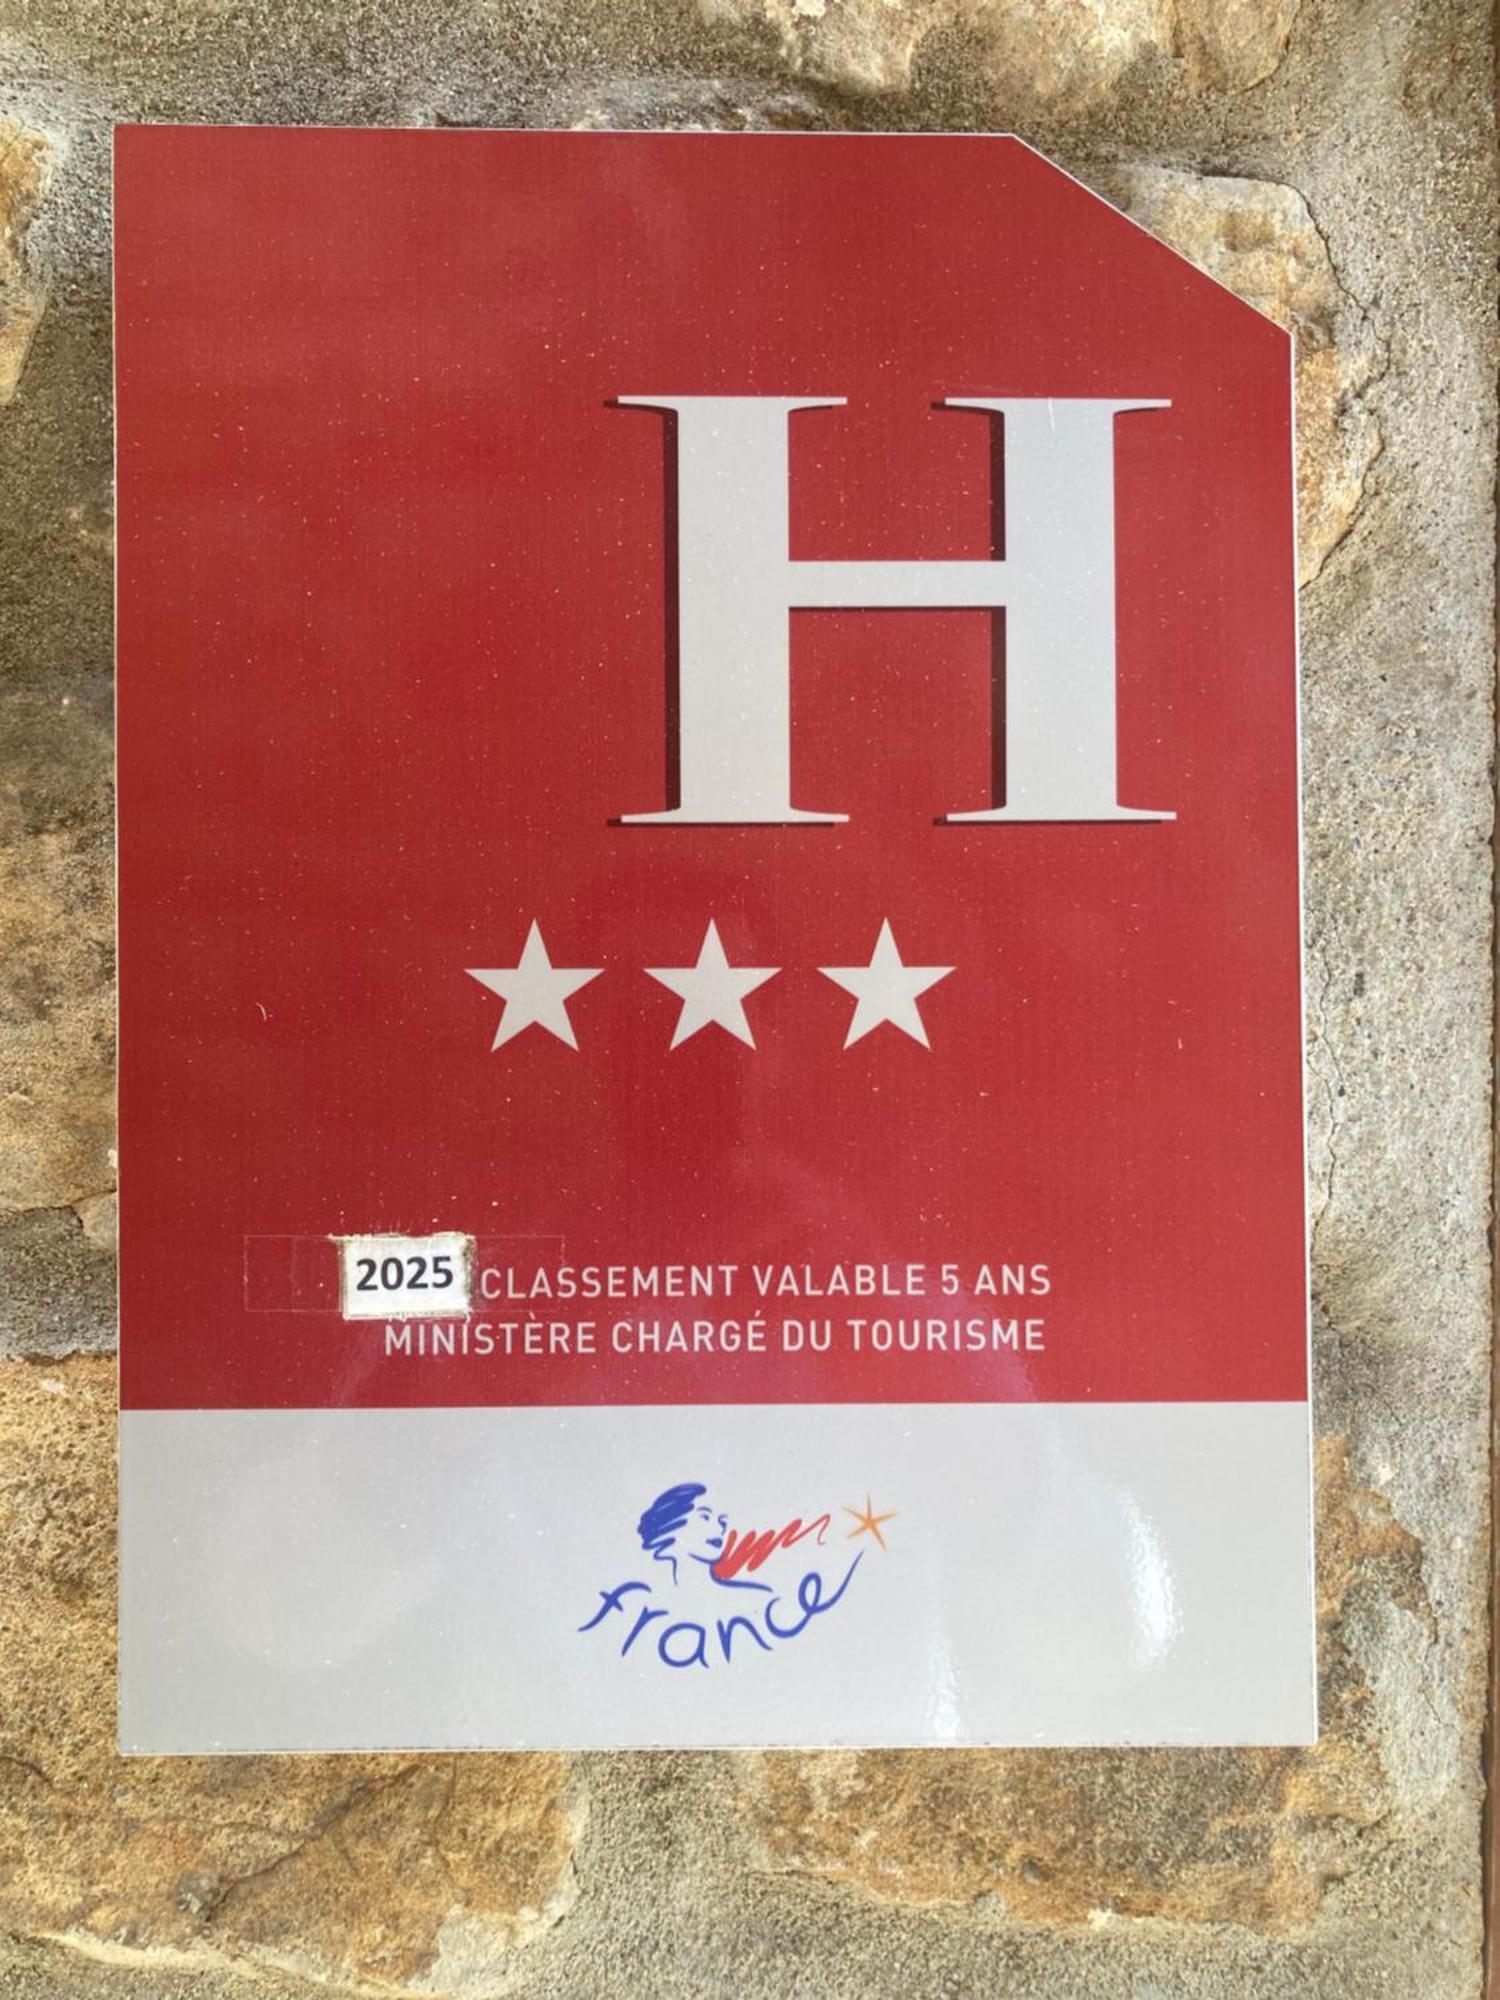 H
2025 CLASSEMENT VALABLE 5 ANS
MINISTÈRE CHARGÉ DU TOURISME
france